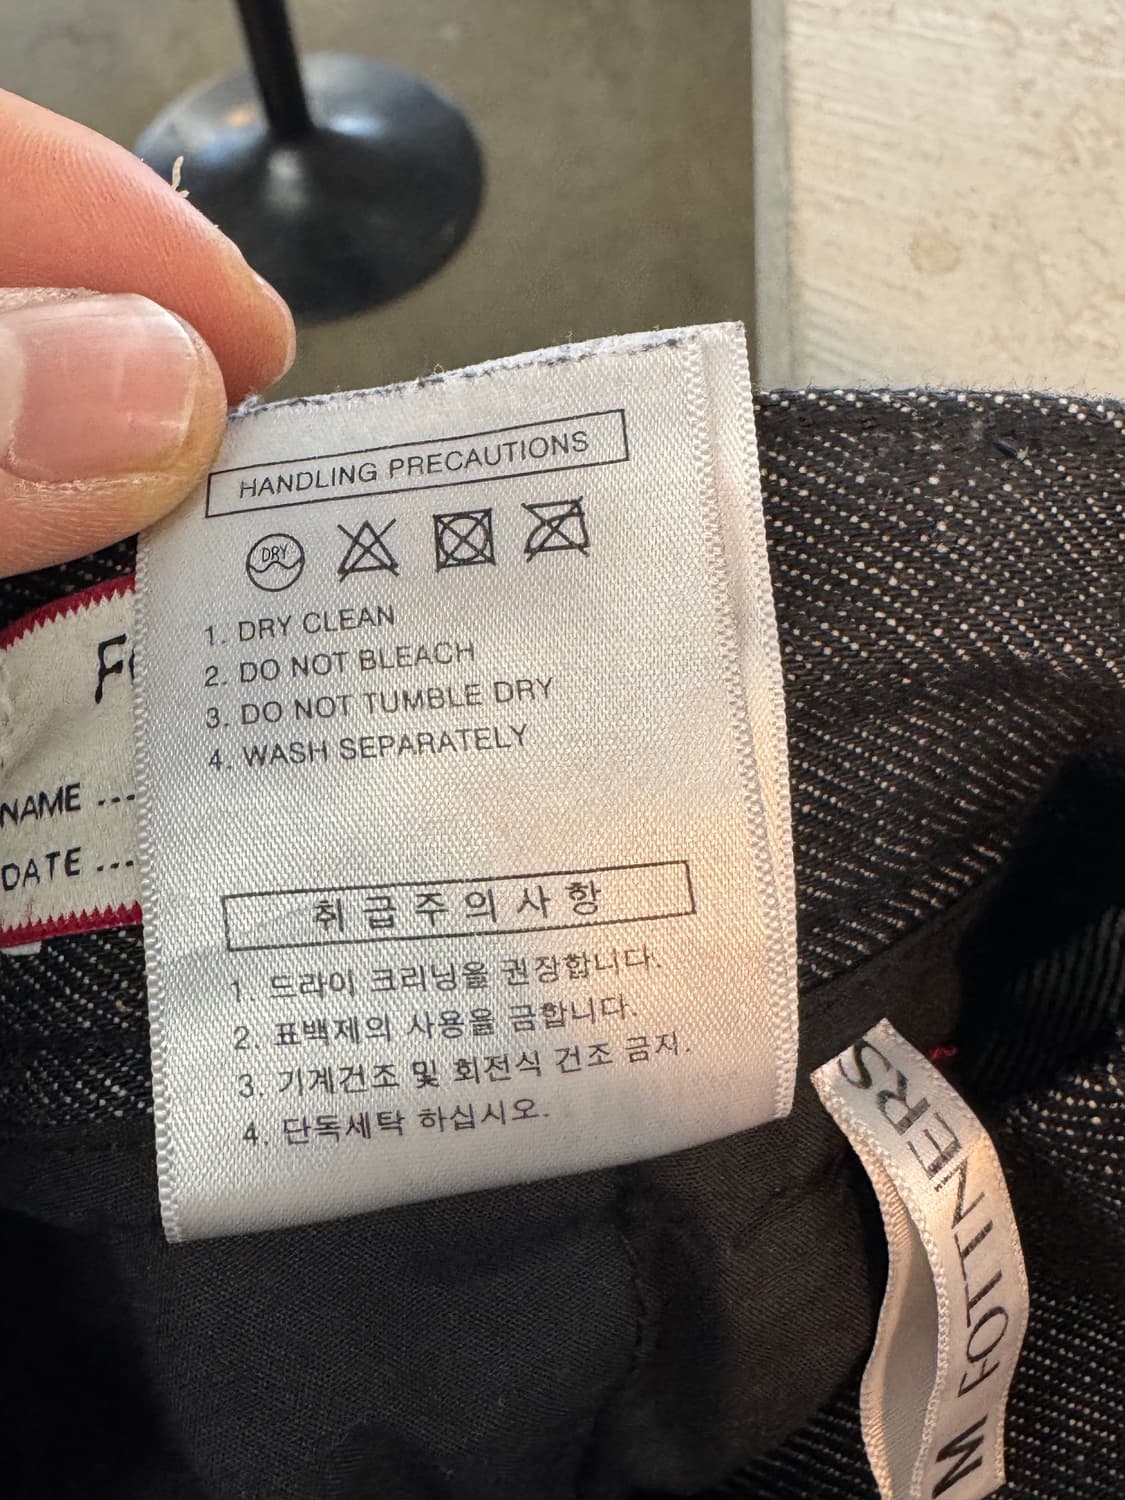 HANDLING PRECAUTIONS
DRY
1. DRY CLEAN
2. DO NOT BLEACH
3. DO NOT TUMBLE DRY
4. WASH SEPARATELY
취급주의사항
1. 드라이 크리닝을 권장합니다.
2. 표백제의 사용을 금합니다.
3. 기계건조 및 회전식 건조 금지.
4. 단독세탁 하십시오.
NAME ...
DATE ...
M FOTTNERS